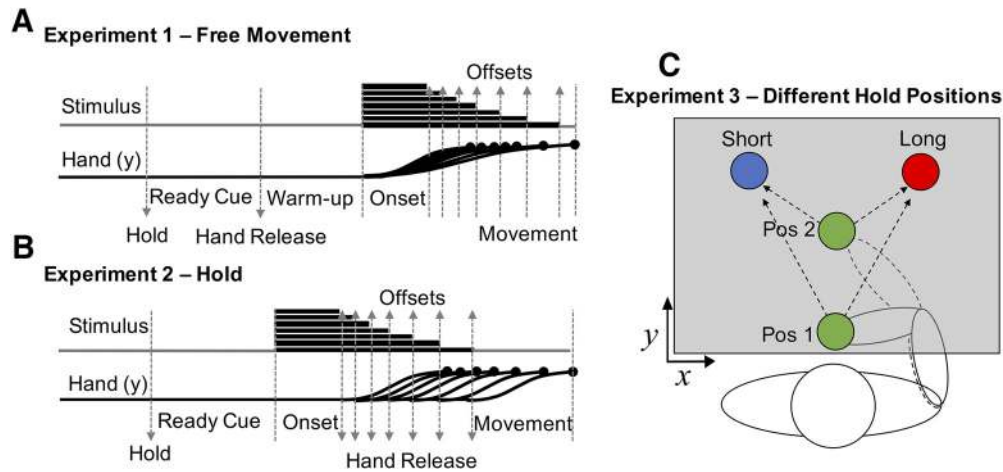 A
Experiment 1 – Free Movement
Offsets
Stimulus
Hand (y)
Ready Cue
Warm-up
Onset
Hold
Hand Release
Movement
B
Experiment 2 – Hold
Offsets
Stimulus
Hand (y)
Ready Cue
Onset
Movement
Hold
Hand Release
C
Experiment 3 – Different Hold Positions
Short
Long
Pos 2
Pos 1
y
x